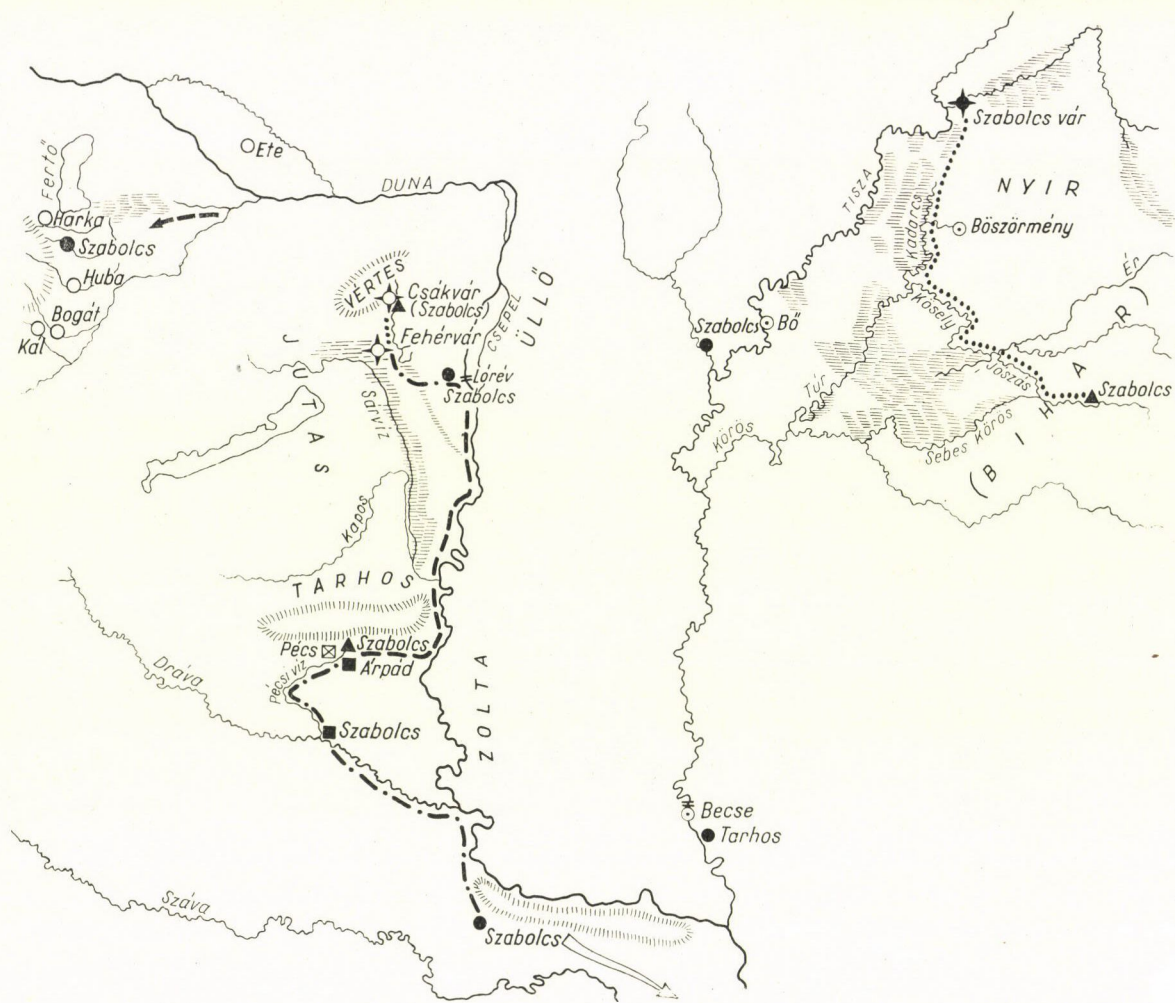 Szabolcs vár
NYIR
TISZA
Kadarcs
Böszörmény
Ér
Ete
DUNA
Fertő
Harka
Szabolcs
Huba
Bogát
Kál
VÉRTES
Csákvár
(Szabolcs)
Fehérvár
CSEPEL
ÜLLŐ
Lórév
Szabolcs
JUTAS
Sárvíz
Szabolcs
Bő
Kösely
Jószás
Szabolcs
Túr
Sebes Körös
(BIHAR)
Körös
Kapos
TARHOS
Pécs
Szabolcs
Árpád
Pécsi víz
Dráva
Szabolcs
ZOLTA
Becse
Tarhos
Száva
Szabolcs